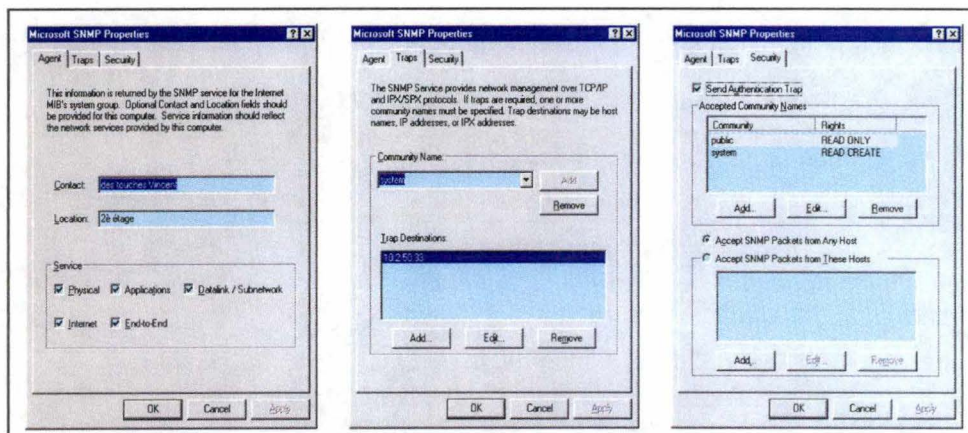 Microsoft SNMP Properties
Agent Traps Security
This information is returned by the SNMP service for the Internet
MIB's system group. Optional Contact and Location fields should
be provided for this computer. Service information should reflect
the network services provided by this computer.
Contact: des touches Vincent
Location: 2è étage
Service
Physical Applications Datalink / Subnetwork
Internet End-to-End
OK Cancel Apply
Microsoft SNMP Properties
Agent Traps Security
The SNMP Service provides network management over TCP/IP
and IPX/SPX protocols. If traps are required, one or more
community names must be specified. Trap destinations may be host
names, IP addresses, or IPX addresses.
Community Name:
system Add
Remove
Trap Destinations:
10.2.50.33
Add... Edit... Remove
OK Cancel Apply
Microsoft SNMP Properties
Agent Traps Security
Send Authentication Trap
Accepted Community Names
Community Rights
public READ ONLY
system READ CREATE
Add... Edit... Remove
Accept SNMP Packets from Any Host
Accept SNMP Packets from These Hosts
Add... Edit... Remove
OK Cancel Apply